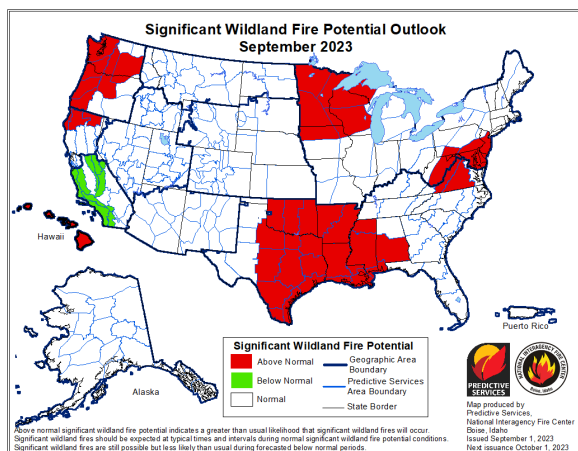 Significant Wildland Fire Potential Outlook
September 2023
Hawaii
Alaska
Puerto Rico
Significant Wildland Fire Potential
Above Normal
Below Normal
Normal
Geographic Area
Boundary
Predictive Services
Area Boundary
State Border
PREDICTIVE
SERVICES
NATIONAL INTERAGENCY FIRE CENTER
BOISE, IDAHO
Map produced by
Predictive Services,
National Interagency Fire Center
Boise, Idaho
Issued September 1, 2023
Next issuance October 1, 2023
Above normal significant wildland fire potential indicates a greater than usual likelihood that significant wildland fires will occur.
Significant wildland fires should be expected at typical times and intervals during normal significant wildland fire potential conditions.
Significant wildland fires are still possible but less likely than usual during forecasted below normal periods.